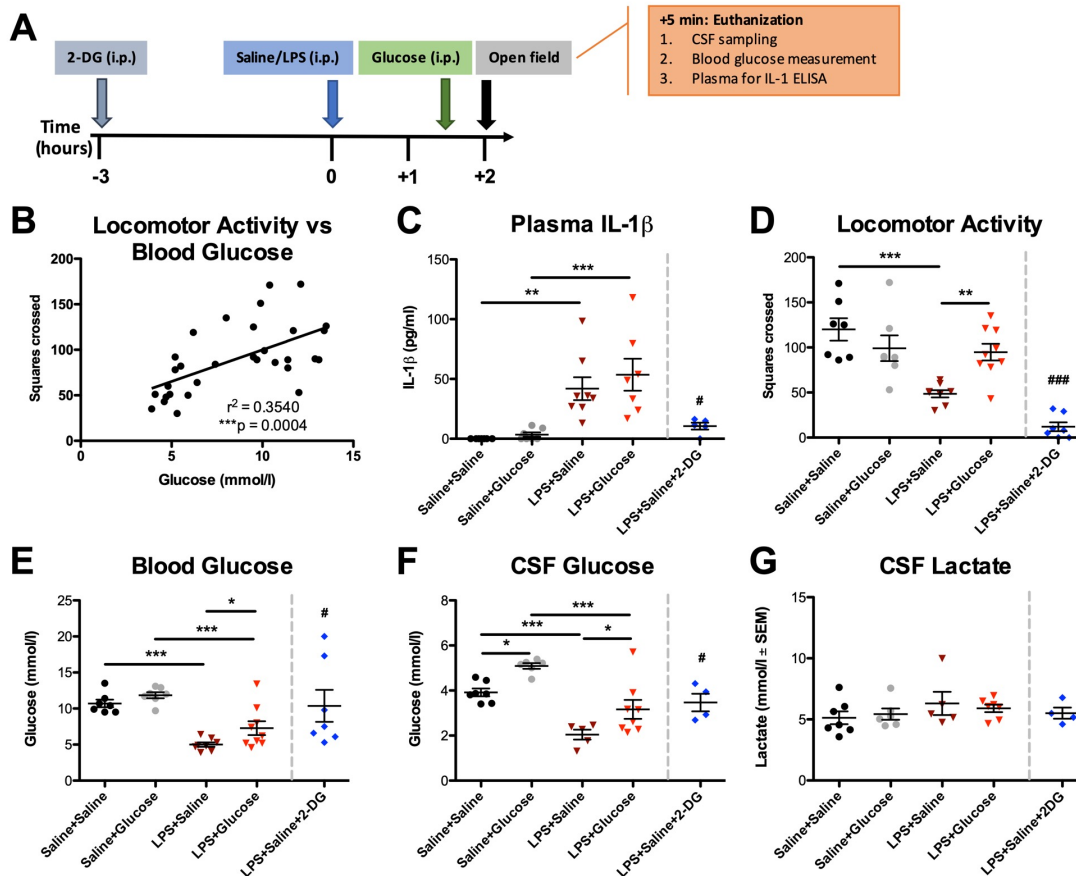 A
2-DG (i.p.)
Saline/LPS (i.p.)
Glucose (i.p.)
Open field
+5 min: Euthanization
1. CSF sampling
2. Blood glucose measurement
3. Plasma for IL-1 ELISA
Time
(hours)
-3
0
+1
+2
B
Locomotor Activity vs
Blood Glucose
Squares crossed
200
150
100
50
0
0
5
10
15
r² = 0.3540
***p = 0.0004
Glucose (mmol/l)
C
Plasma IL-1β
IL-1β (pg/ml)
150
100
50
0
**
***
#
Saline+Saline
Saline+Glucose
LPS+Saline
LPS+Glucose
LPS+Saline+2-DG
D
Locomotor Activity
Squares crossed
200
150
100
50
0
***
**
###
Saline+Saline
Saline+Glucose
LPS+Saline
LPS+Glucose
LPS+Saline+2-DG
E
Blood Glucose
Glucose (mmol/l)
25
20
15
10
5
0
*
***
***
#
Saline+Saline
Saline+Glucose
LPS+Saline
LPS+Glucose
LPS+Saline+2-DG
F
CSF Glucose
Glucose (mmol/l)
8
6
4
2
0
***
***
*
*
#
Saline+Saline
Saline+Glucose
LPS+Saline
LPS+Glucose
LPS+Saline+2-DG
G
CSF Lactate
Lactate (mmol/l ± SEM)
15
10
5
0
Saline+Saline
Saline+Glucose
LPS+Saline
LPS+Glucose
LPS+Saline+2DG